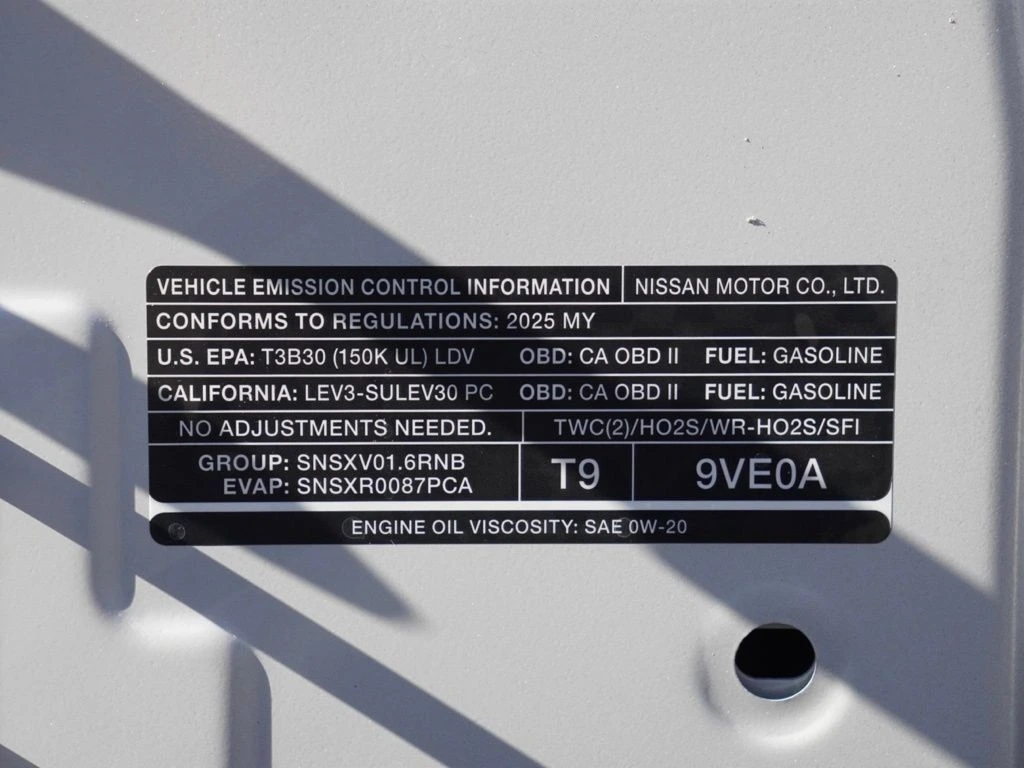 VEHICLE EMISSION CONTROL INFORMATION NISSAN MOTOR CO., LTD.
CONFORMS TO REGULATIONS: 2025 MY
U.S. EPA: T3B30 (150K UL) LDV OBD: CA OBD II FUEL: GASOLINE
CALIFORNIA: LEV3-SULEV30 PC OBD: CA OBD II FUEL: GASOLINE
NO ADJUSTMENTS NEEDED. TWC(2)/HO2S/WR-HO2S/SFI
GROUP: SNSXV01.6RNB
EVAP: SNSXR0087PCA
T9 9VE0A
ENGINE OIL VISCOSITY: SAE 0W-20